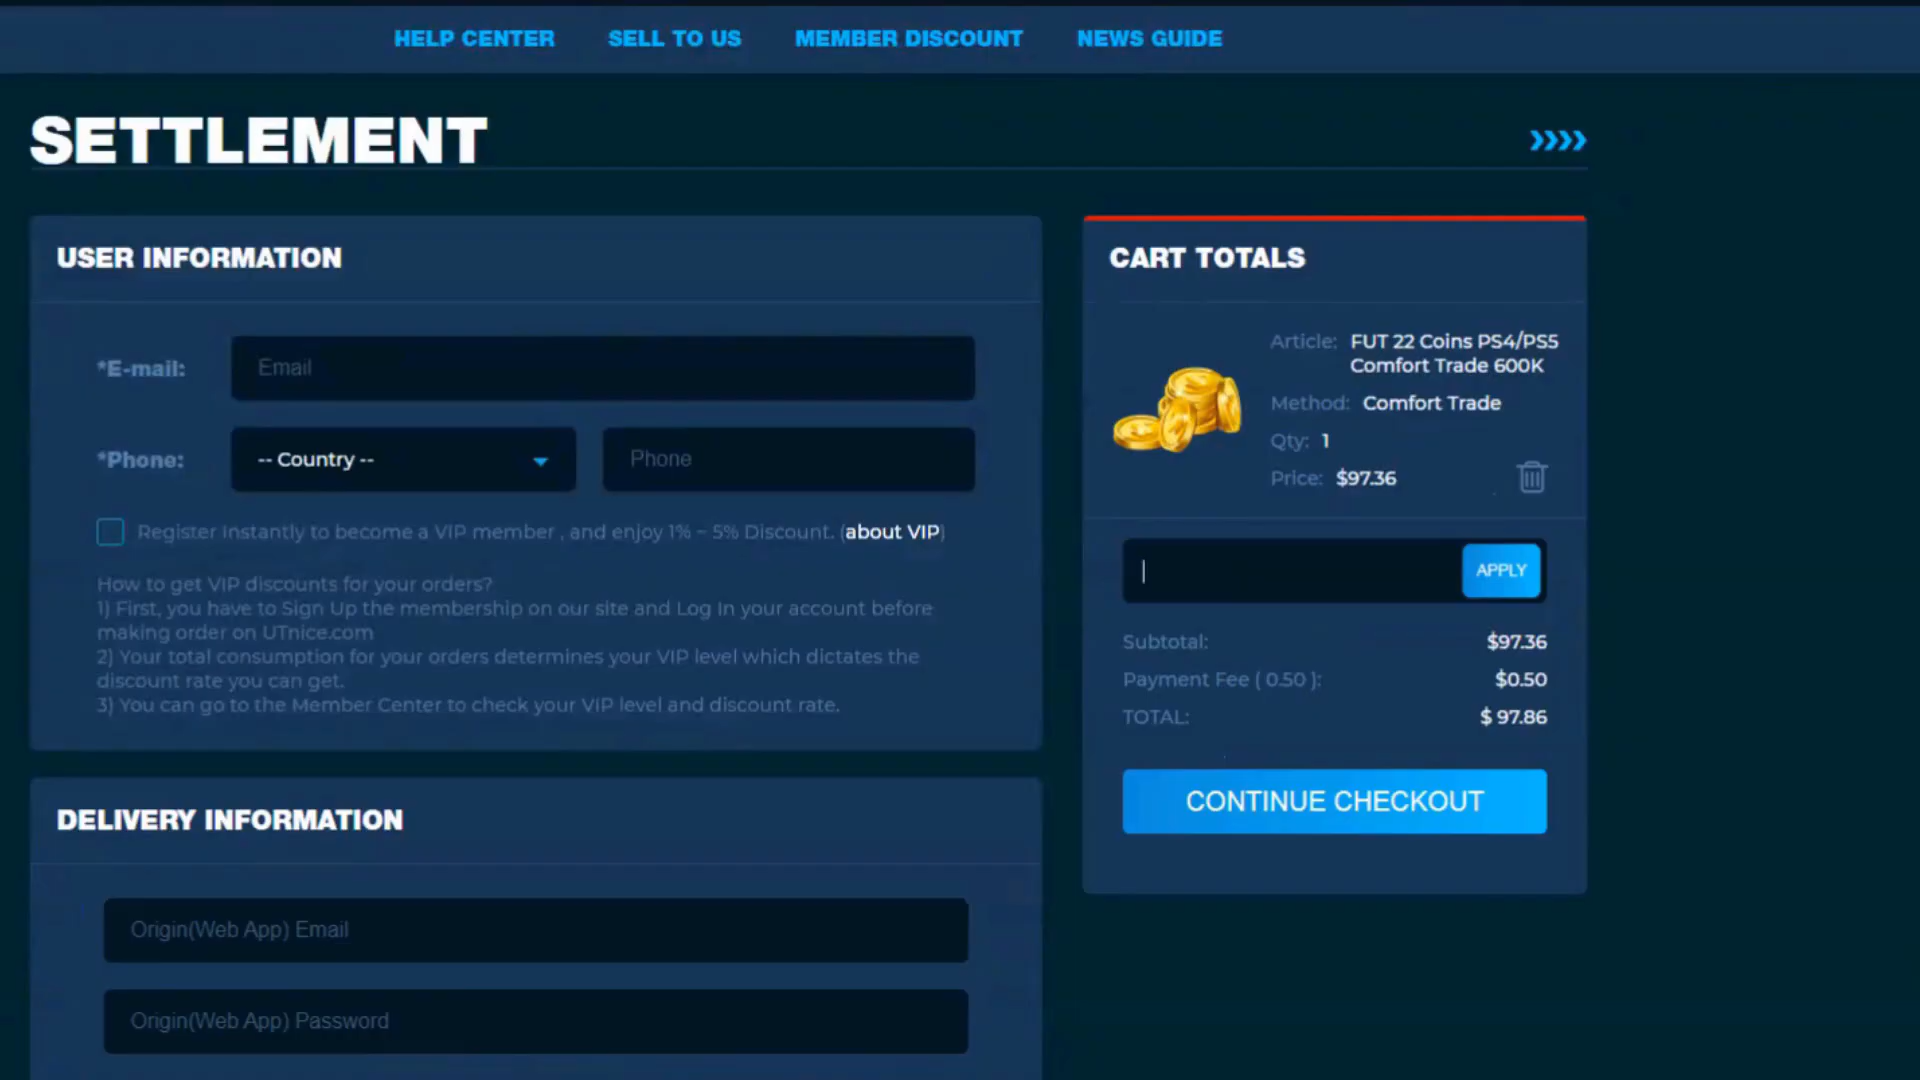 HELP CENTER SELL TO US MEMBER DISCOUNT NEWS GUIDE
SETTLEMENT
USER INFORMATION
*E-mail: Email
*Phone: -- Country -- Phone
Register Instantly to become a VIP member , and enjoy 1% ~ 5% Discount. (about VIP)
How to get VIP discounts for your orders?
1) First, you have to Sign Up the membership on our site and Log In your account before
making order on UTnice.com
2) Your total consumption for your orders determines your VIP level which dictates the
discount rate you can get.
3) You can go to the Member Center to check your VIP level and discount rate.
DELIVERY INFORMATION
Origin(Web App) Email
Origin(Web App) Password
CART TOTALS
Article: FUT 22 Coins PS4/PS5
Comfort Trade 600K
Method: Comfort Trade
Qty: 1
Price: $97.36
APPLY
Subtotal: $97.36
Payment Fee ( 0.50 ): $0.50
TOTAL: $ 97.86
CONTINUE CHECKOUT